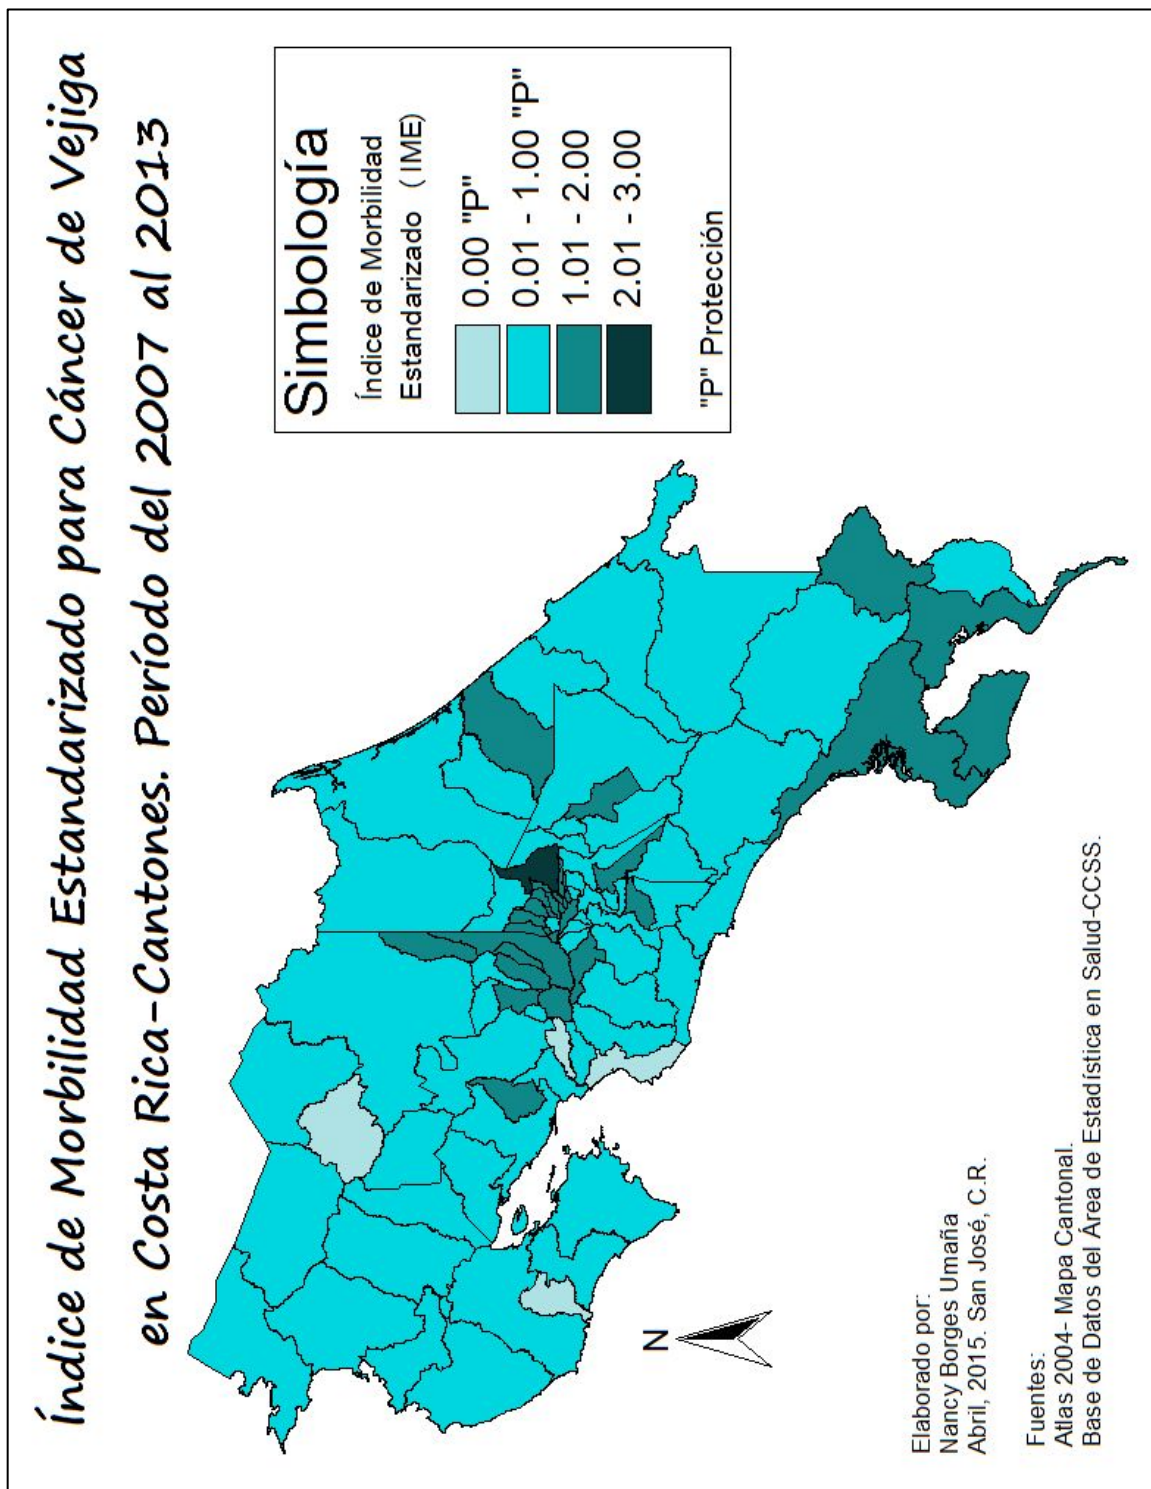 Índice de Morbilidad Estandarizado para Cáncer de Vejiga
en Costa Rica-Cantones. Período del 2007 al 2013
Simbología
Índice de Morbilidad
Estandarizado (IME)
0.00 "P"
0.01 - 1.00 "P"
1.01 - 2.00
2.01 - 3.00
"P" Protección
N
Elaborado por:
Nancy Borges Umaña
Abril, 2015. San José, C.R.
Fuentes:
Atlas 2004- Mapa Cantonal.
Base de Datos del Área de Estadística en Salud-CCSS.